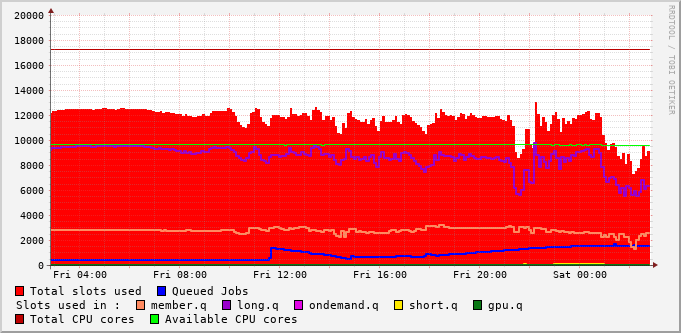 RRDTOOL / TOBI OETIKER
20000
18000
16000
14000
12000
10000
8000
6000
4000
2000
0
Fri 04:00 Fri 08:00 Fri 12:00 Fri 16:00 Fri 20:00 Sat 00:00
Total slots used Queued Jobs
Slots used in : member.q long.q ondemand.q short.q gpu.q
Total CPU cores Available CPU cores